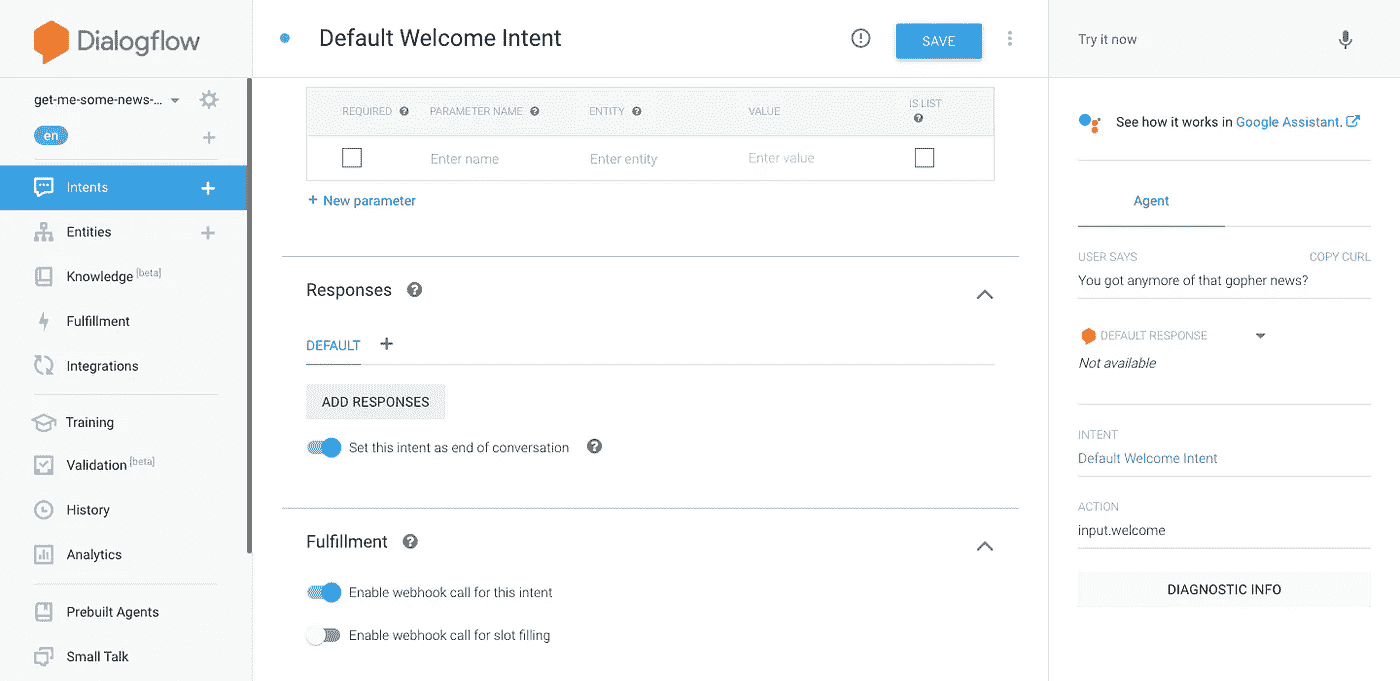 Dialogflow
get-me-some-news-...
en
Intents
Entities
Knowledge [beta]
Fulfillment
Integrations
Training
Validation [beta]
History
Analytics
Prebuilt Agents
Small Talk
Default Welcome Intent
SAVE
REQUIRED PARAMETER NAME ENTITY VALUE IS LIST
Enter name Enter entity Enter value
+ New parameter
Responses
DEFAULT +
ADD RESPONSES
Set this intent as end of conversation
Fulfillment
Enable webhook call for this intent
Enable webhook call for slot filling
Try it now
See how it works in Google Assistant.
Agent
USER SAYS COPY CURL
You got anymore of that gopher news?
DEFAULT RESPONSE
Not available
INTENT
Default Welcome Intent
ACTION
input.welcome
DIAGNOSTIC INFO